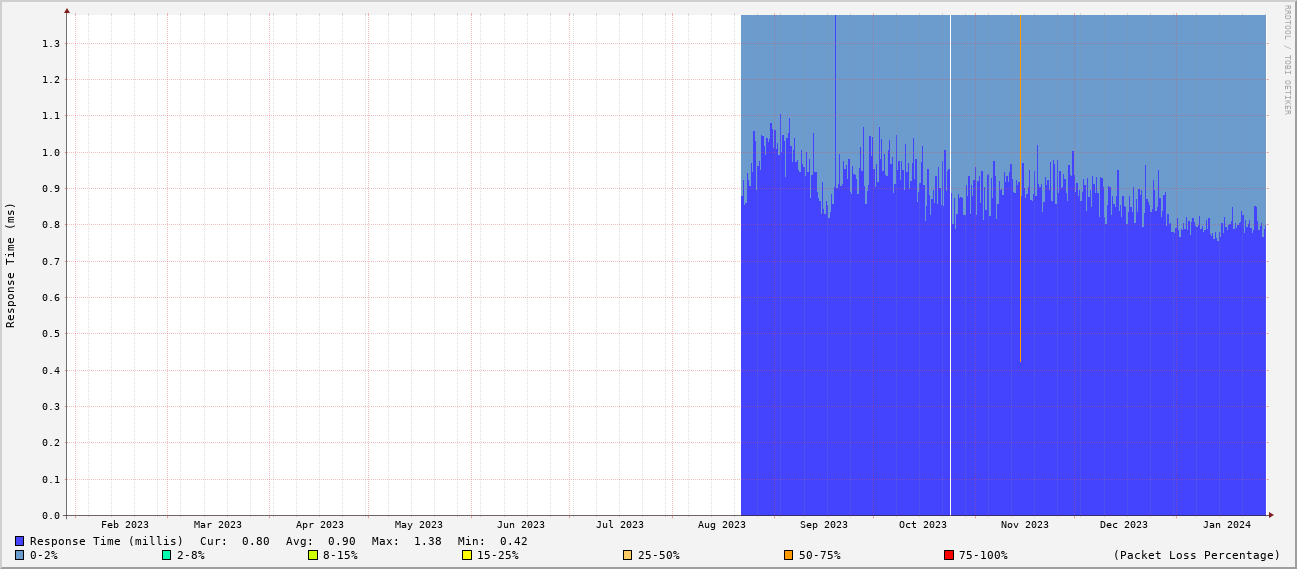 RRDTOOL / TOBI OETIKER
Response Time (ms)
1.3
1.2
1.1
1.0
0.9
0.8
0.7
0.6
0.5
0.4
0.3
0.2
0.1
0.0
Feb 2023 Mar 2023 Apr 2023 May 2023 Jun 2023 Jul 2023 Aug 2023 Sep 2023 Oct 2023 Nov 2023 Dec 2023 Jan 2024
Response Time (millis) Cur: 0.80 Avg: 0.90 Max: 1.38 Min: 0.42
0-2% 2-8% 8-15% 15-25% 25-50% 50-75% 75-100% (Packet Loss Percentage)